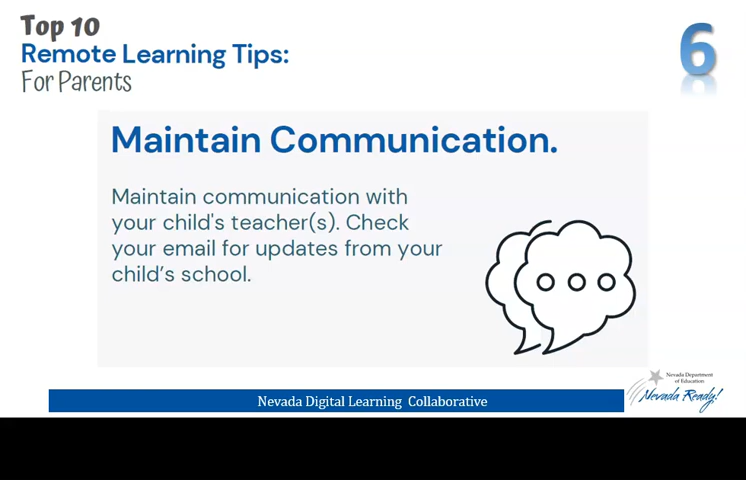 Top 10
Remote Learning Tips:
For Parents
6
Maintain Communication.
Maintain communication with
your child's teacher(s). Check
your email for updates from your
child’s school.
Nevada Digital Learning Collaborative
Nevada Department
of Education
Nevada Ready!